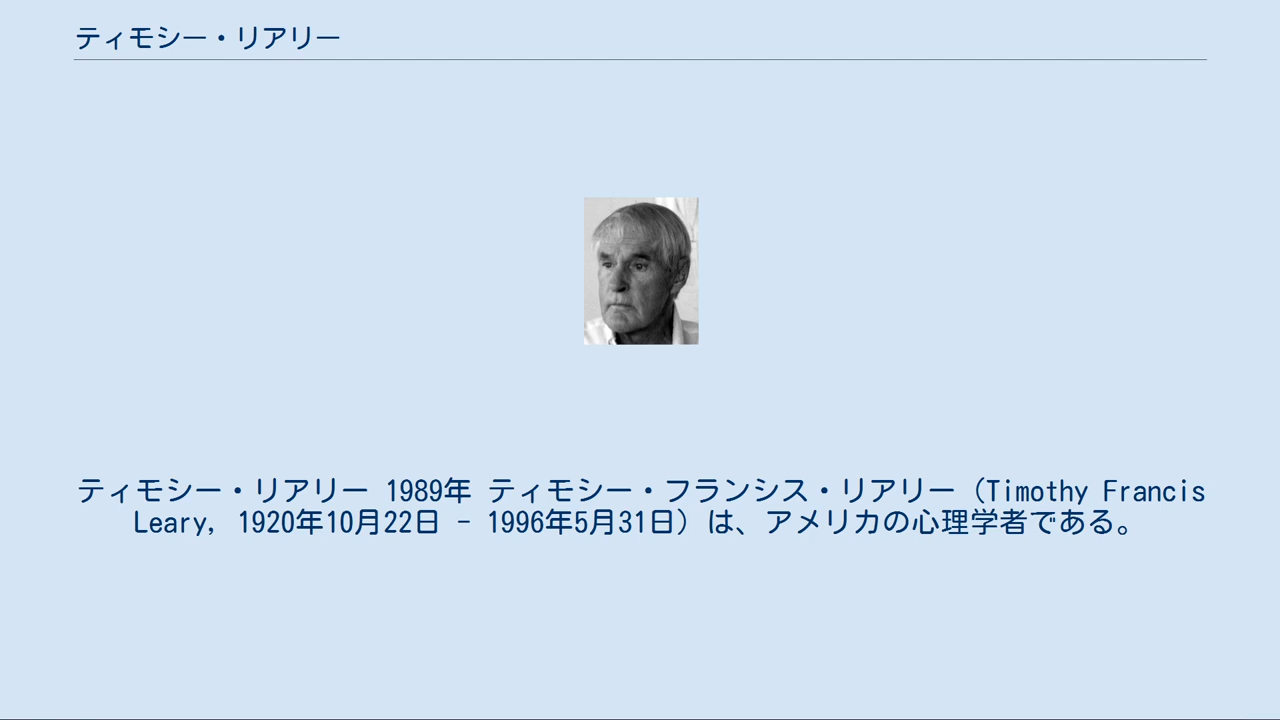 ティモシー・リアリー
ティモシー・リアリー 1989年 ティモシー・フランシス・リアリー（Timothy Francis
Leary, 1920年10月22日 - 1996年5月31日）は、アメリカの心理学者である。